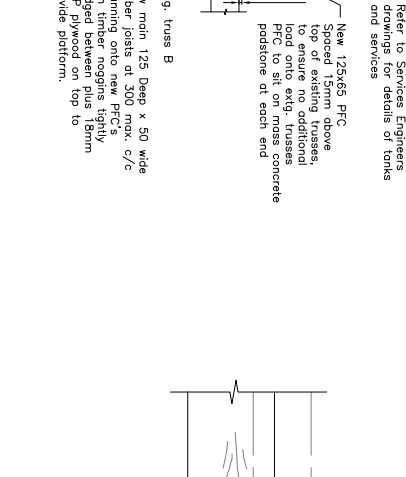 Refer to Services Engineers
drawings for details of tanks
and services
New 125x65 PFC
Spaced 15mm above
top of existing trusses,
to ensure no additional
load onto extg. trusses
PFC to sit on mass concrete
padstone at each end
truss B
main 125 Deep x 50 wide
joists at 300 max. c/c
onto new PFC's
timber noggins tightly
between plus 18mm
plywood on top to
platform.